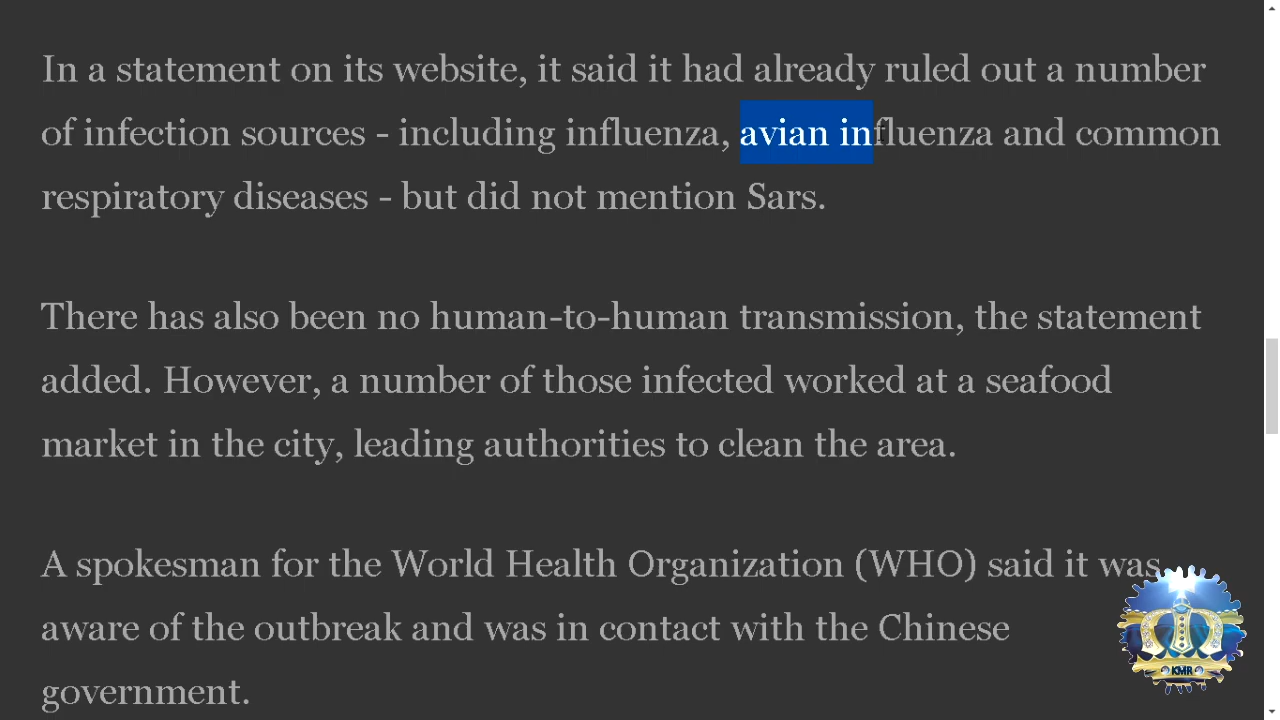 In a statement on its website, it said it had already ruled out a number
of infection sources - including influenza, avian influenza and common
respiratory diseases - but did not mention Sars.
There has also been no human-to-human transmission, the statement
added. However, a number of those infected worked at a seafood
market in the city, leading authorities to clean the area.
A spokesman for the World Health Organization (WHO) said it was
aware of the outbreak and was in contact with the Chinese
government.
KMR